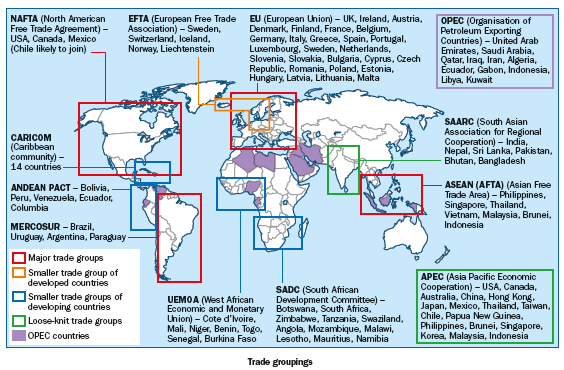 NAFTA (North American
Free Trade Agreement) –
USA, Canada, Mexico
(Chile likely to join)
EFTA (European Free Trade
Association) – Sweden,
Switzerland, Iceland,
Norway, Liechtenstein
EU (European Union) – UK, Ireland, Austria,
Denmark, Finland, France, Belgium,
Germany, Italy, Greece, Spain, Portugal,
Luxembourg, Sweden, Netherlands,
Slovenia, Slovakia, Bulgaria, Cyprus, Czech
Republic, Romania, Poland, Estonia,
Hungary, Latvia, Lithuania, Malta
OPEC (Organisation of
Petroleum Exporting
Countries) – United Arab
Emirates, Saudi Arabia,
Qatar, Iraq, Iran, Algeria,
Ecuador, Gabon, Indonesia,
Libya, Kuwait
CARICOM
(Caribbean
community) –
14 countries
ANDEAN PACT – Bolivia,
Peru, Venezuela, Ecuador,
Columbia
MERCOSUR – Brazil,
Uruguay, Argentina, Paraguay
SAARC (South Asian
Association for Regional
Cooperation) – India,
Nepal, Sri Lanka, Pakistan,
Bhutan, Bangladesh
ASEAN (AFTA) (Asian Free
Trade Area) – Philippines,
Singapore, Thailand,
Vietnam, Malaysia, Brunei,
Indonesia
Major trade groups
Smaller trade group of
developed countries
Smaller trade groups of
developing countries
Loose-knit trade groups
OPEC countries
UEMOA (West African
Economic and Monetary
Union) – Cote d'Ivoire,
Mali, Niger, Benin, Togo,
Senegal, Burkina Faso
SADC (South African
Development Committee) –
Botswana, South Africa,
Zimbabwe, Tanzania, Swaziland,
Angola, Mozambique, Malawi,
Lesotho, Mauritius, Namibia
APEC (Asia Pacific Economic
Cooperation) – USA, Canada,
Australia, China, Hong Kong,
Japan, Mexico, Thailand, Taiwan,
Chile, Papua New Guinea,
Philippines, Brunei, Singapore,
Korea, Malaysia, Indonesia
Trade groupings